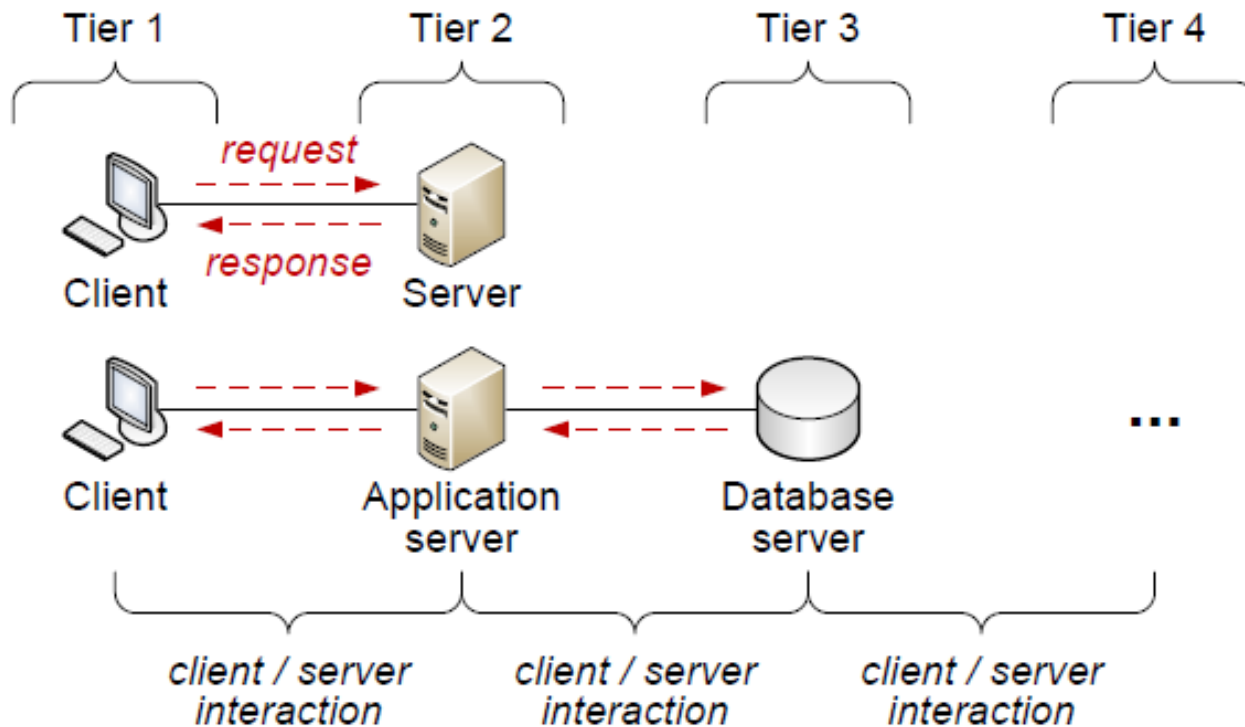 Tier 1 Tier 2 Tier 3 Tier 4
request
response
Client Server
Client Application server Database server ...
client / server interaction client / server interaction client / server interaction